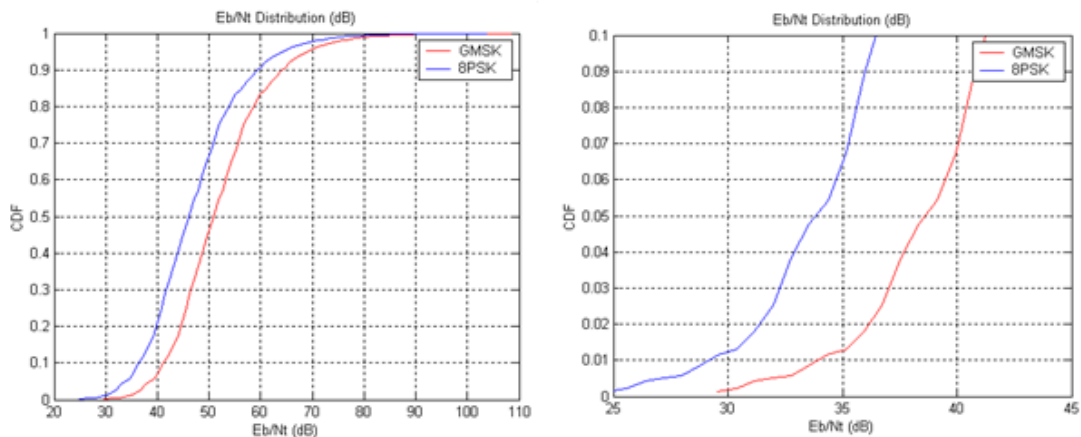 Eb/Nt Distribution (dB)
1
0.9
0.8
0.7
0.6
0.5
0.4
0.3
0.2
0.1
0
CDF
GMSK
8PSK
20 30 40 50 60 70 80 90 100 110
Eb/Nt (dB)
Eb/Nt Distribution (dB)
0.1
0.09
0.08
0.07
0.06
0.05
0.04
0.03
0.02
0.01
0
CDF
GMSK
8PSK
25 30 35 40 45
Eb/Nt (dB)